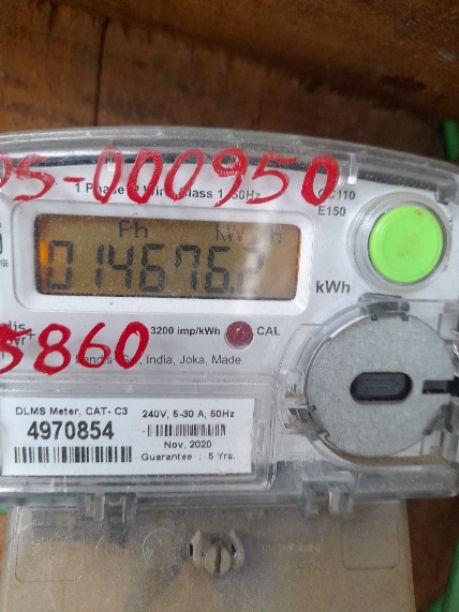 05-000950
1 Phase 2 Wire Class 1 50Hz
E150
Ph kW H
014676.2
kWh
3200 imp/kWh CAL
5860
India, Joka, Made
DLMS Meter, CAT- C3
240V, 5-30 A, 50Hz
4970854
Nov, 2020
Guarantee : 5 Yrs.